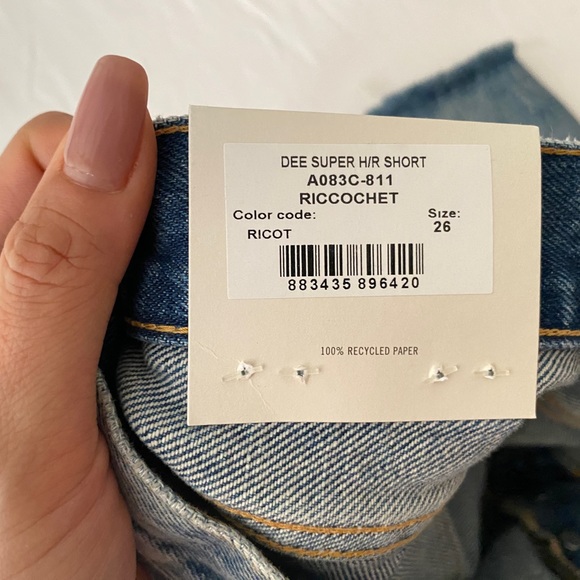 DEE SUPER H/R SHORT
A083C-811
RICCOCHET
Color code: Size:
RICOT 26
883435 896420
100% RECYCLED PAPER